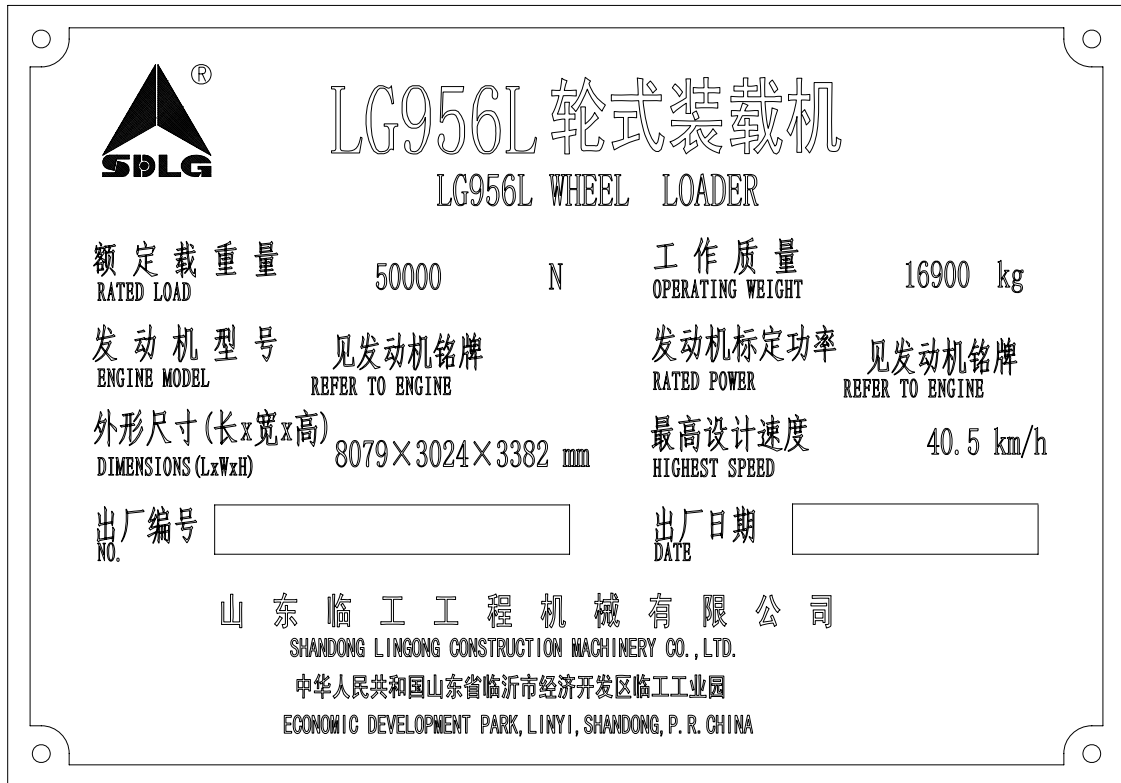 ®
SDLG
LG956L 轮式装载机
LG956L WHEEL LOADER
额定载重量 50000 N 工作质量 16900 kg
RATED LOAD OPERATING WEIGHT
发动机型号 见发动机铭牌 发动机标定功率 见发动机铭牌
ENGINE MODEL REFER TO ENGINE RATED POWER REFER TO ENGINE
外形尺寸(长x宽x高) 8079×3024×3382 mm 最高设计速度 40.5 km/h
DIMENSIONS(LxWxH) HIGHEST SPEED
出厂编号 出厂日期
NO. DATE
山东临工工程机械有限公司
SHANDONG LINGONG CONSTRUCTION MACHINERY CO.,LTD.
中华人民共和国山东省临沂市经济开发区临工工业园
ECONOMIC DEVELOPMENT PARK,LINYI,SHANDONG,P.R.CHINA